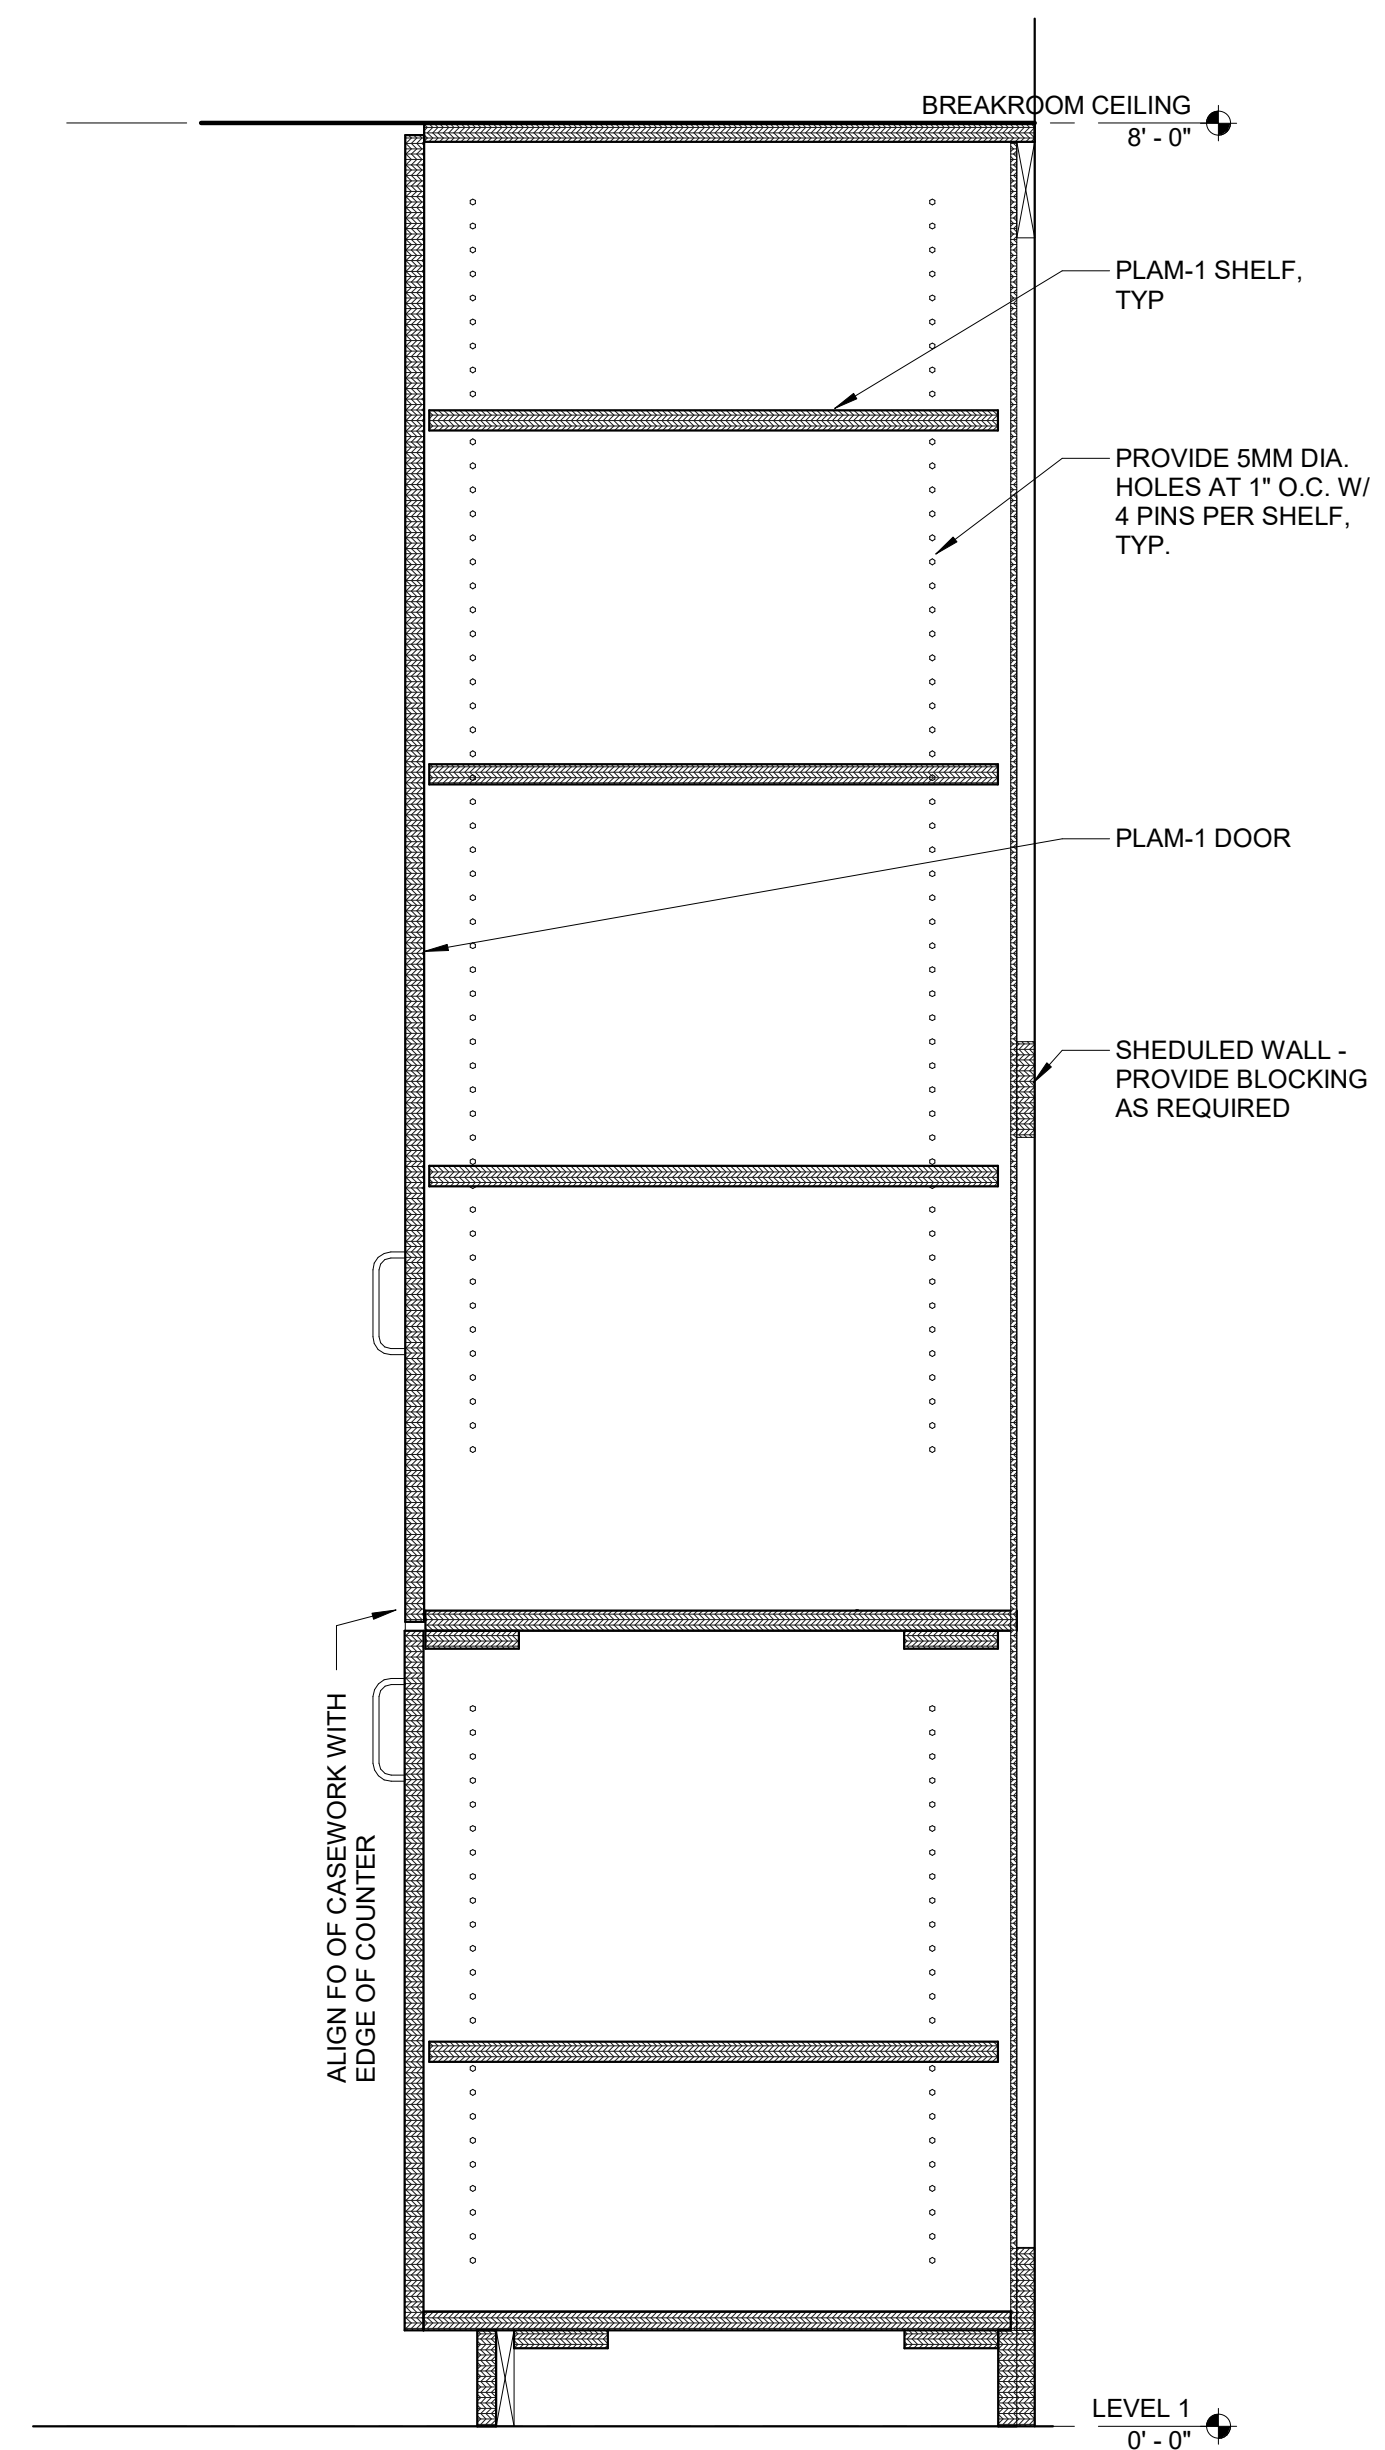 BREAKROOM CEILING
8' - 0"
PLAM-1 SHELF,
TYP
PROVIDE 5MM DIA.
HOLES AT 1" O.C. W/
4 PINS PER SHELF,
TYP.
PLAM-1 DOOR
SHEDULED WALL -
PROVIDE BLOCKING
AS REQUIRED
ALIGN FO OF CASEWORK WITH
EDGE OF COUNTER
LEVEL 1
0' - 0"